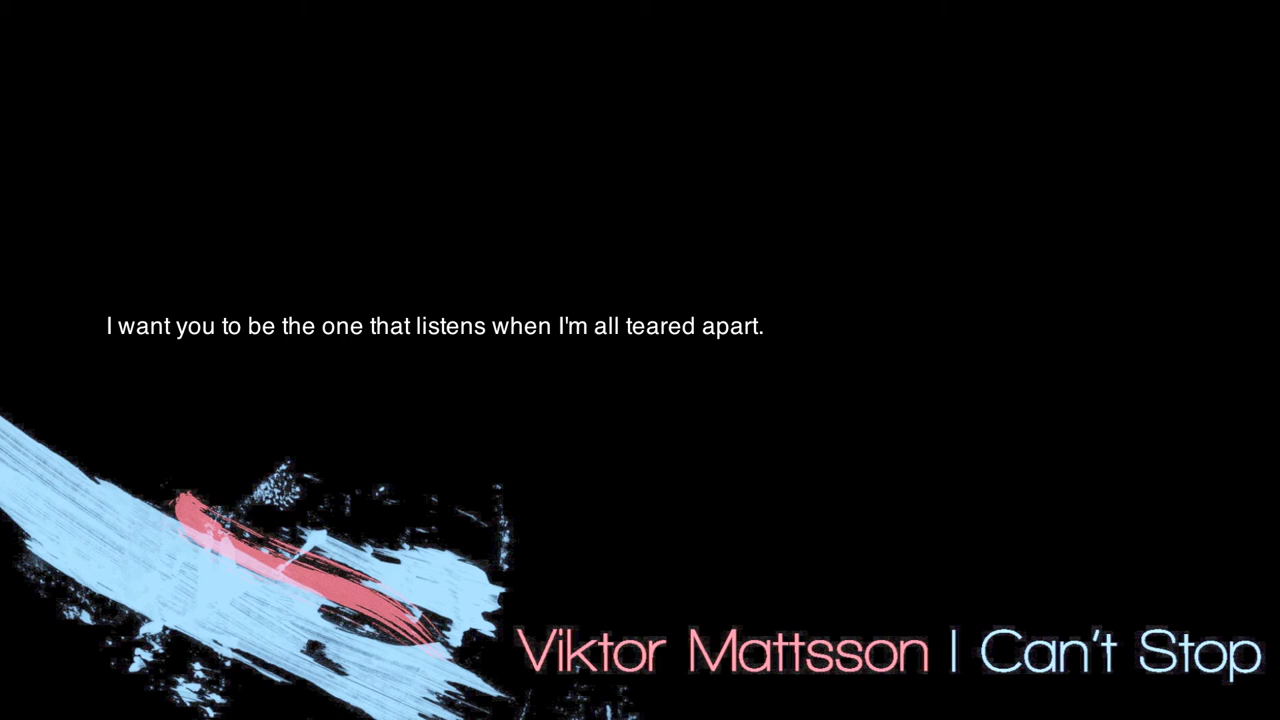 I want you to be the one that listens when I'm all teared apart.
Viktor Mattsson | Can't Stop